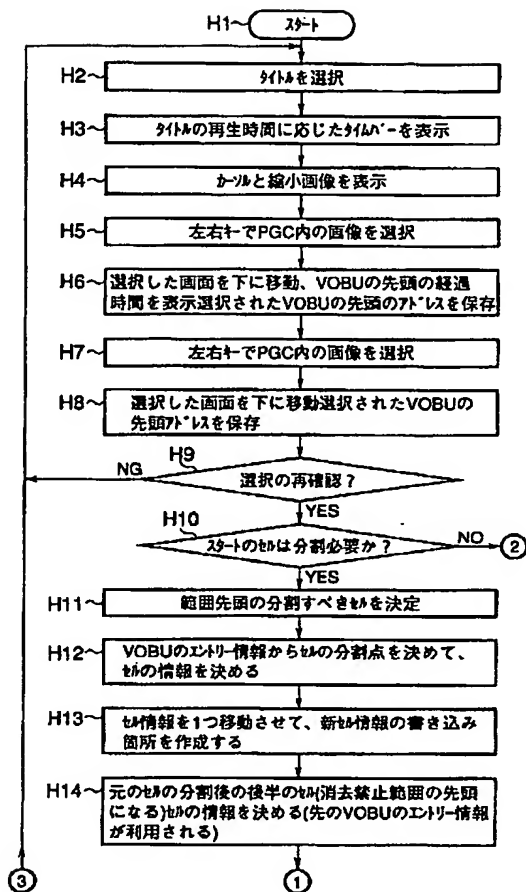 H1 スタート
H2 タイトルを選択
H3 タイトルの再生時間に応じたタイムバーを表示
H4 カーソルと縮小画像を表示
H5 左右キーでPGC内の画像を選択
H6 選択した画面を下に移動、VOBUの先頭の経過
時間を表示選択されたVOBUの先頭のアドレスを保存
H7 左右キーでPGC内の画像を選択
H8 選択した画面を下に移動選択されたVOBUの
先頭アドレスを保存
H9
NG 選択の再確認?
YES
H10
スタートのセルは分割必要か? NO ②
YES
H11 範囲先頭の分割すべきセルを決定
H12 VOBUのエントリー情報からセルの分割点を決めて、
セルの情報を決める
H13 セル情報を1つ移動させて、新セル情報の書き込み
箇所を作成する
H14 元のセルの分割後の後半のセル(消去禁止範囲の先頭
になる)セルの情報を決める(先のVOBUのエントリー情報
が利用される)
③ ①